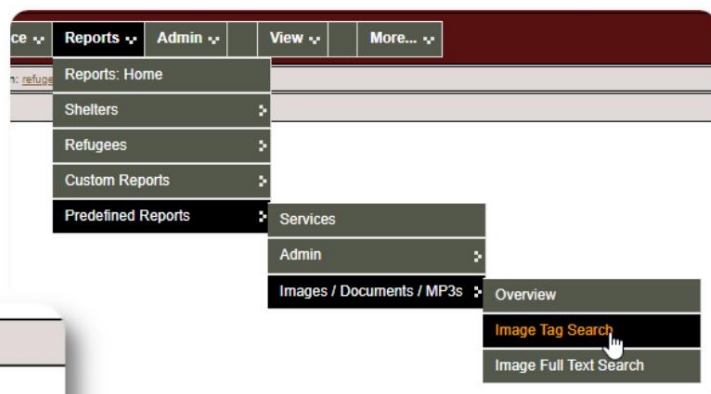 ce Reports Admin View More...
n: refuge
Reports: Home
Shelters
Refugees
Custom Reports
Predefined Reports
Services
Admin
Images / Documents / MP3s
Overview
Image Tag Search
Image Full Text Search